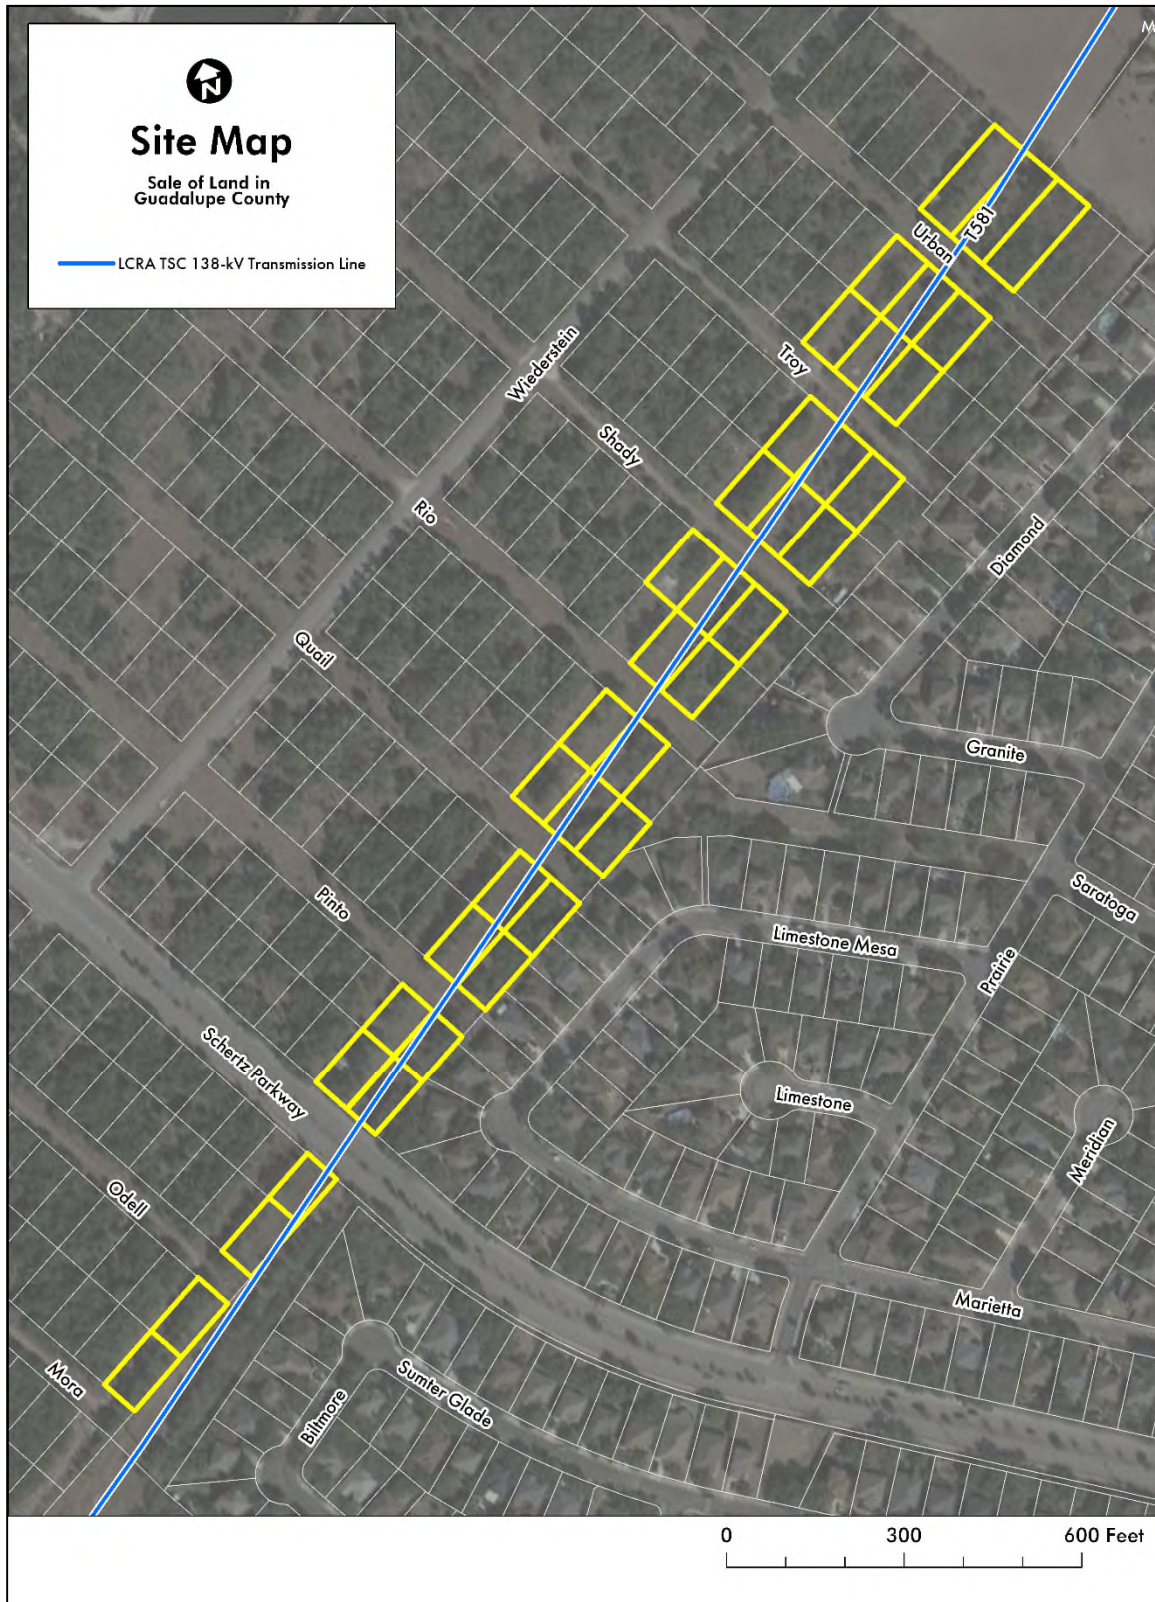 M
N
Site Map
Sale of Land in
Guadalupe County
LCRA TSC 138-kV Transmission Line
T581
Urban
Troy
Wiederstein
Shady
Rio
Diamond
Quail
Granite
Saratoga
Pinto
Limestone Mesa
Prairie
Schertz Parkway
Limestone
Meridian
Odell
Marietta
Mora
Sumter Glade
Biltmore
0 300 600 Feet